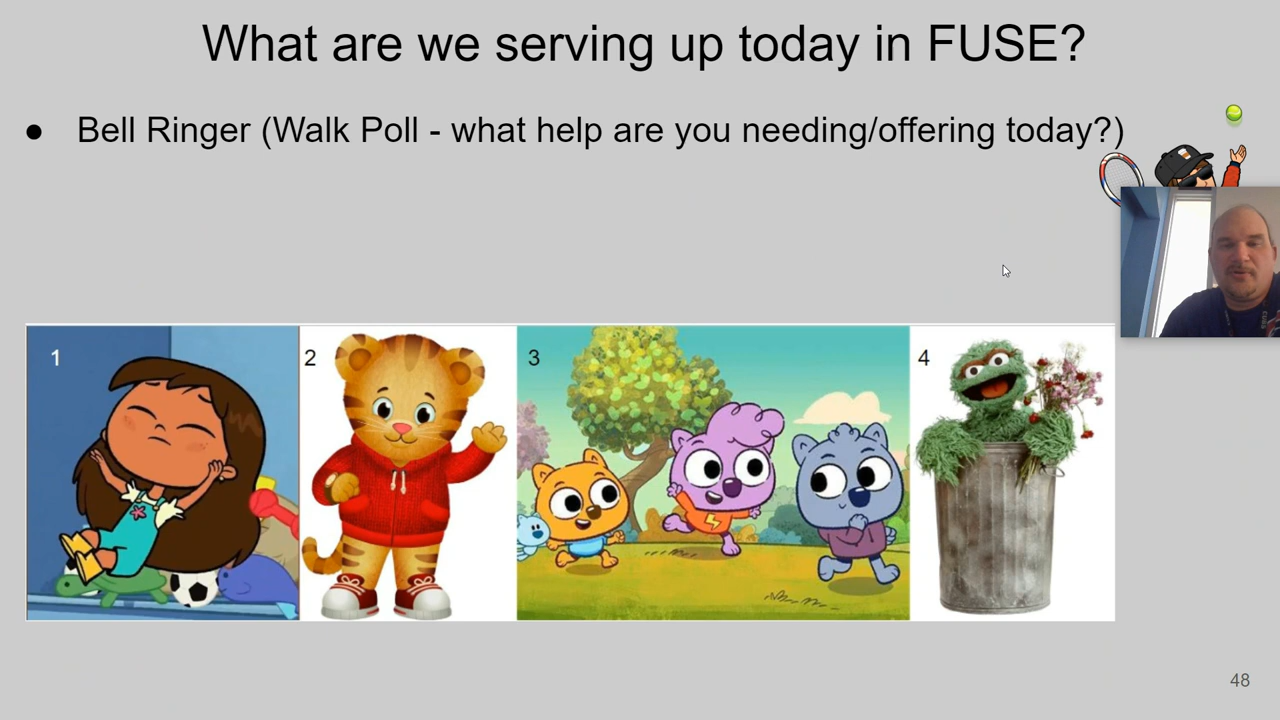 What are we serving up today in FUSE?
● Bell Ringer (Walk Poll - what help are you needing/offering today?)
1
2
3
4
48